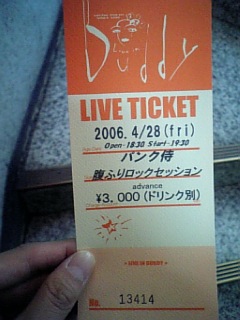 buddy
LIVE TICKET
2006. 4/28 (fri)
Open-18:30 Start-19:30
パンク侍
腹ふりロックセッション
advance
¥3,000 (ドリンク別)
No. 13414